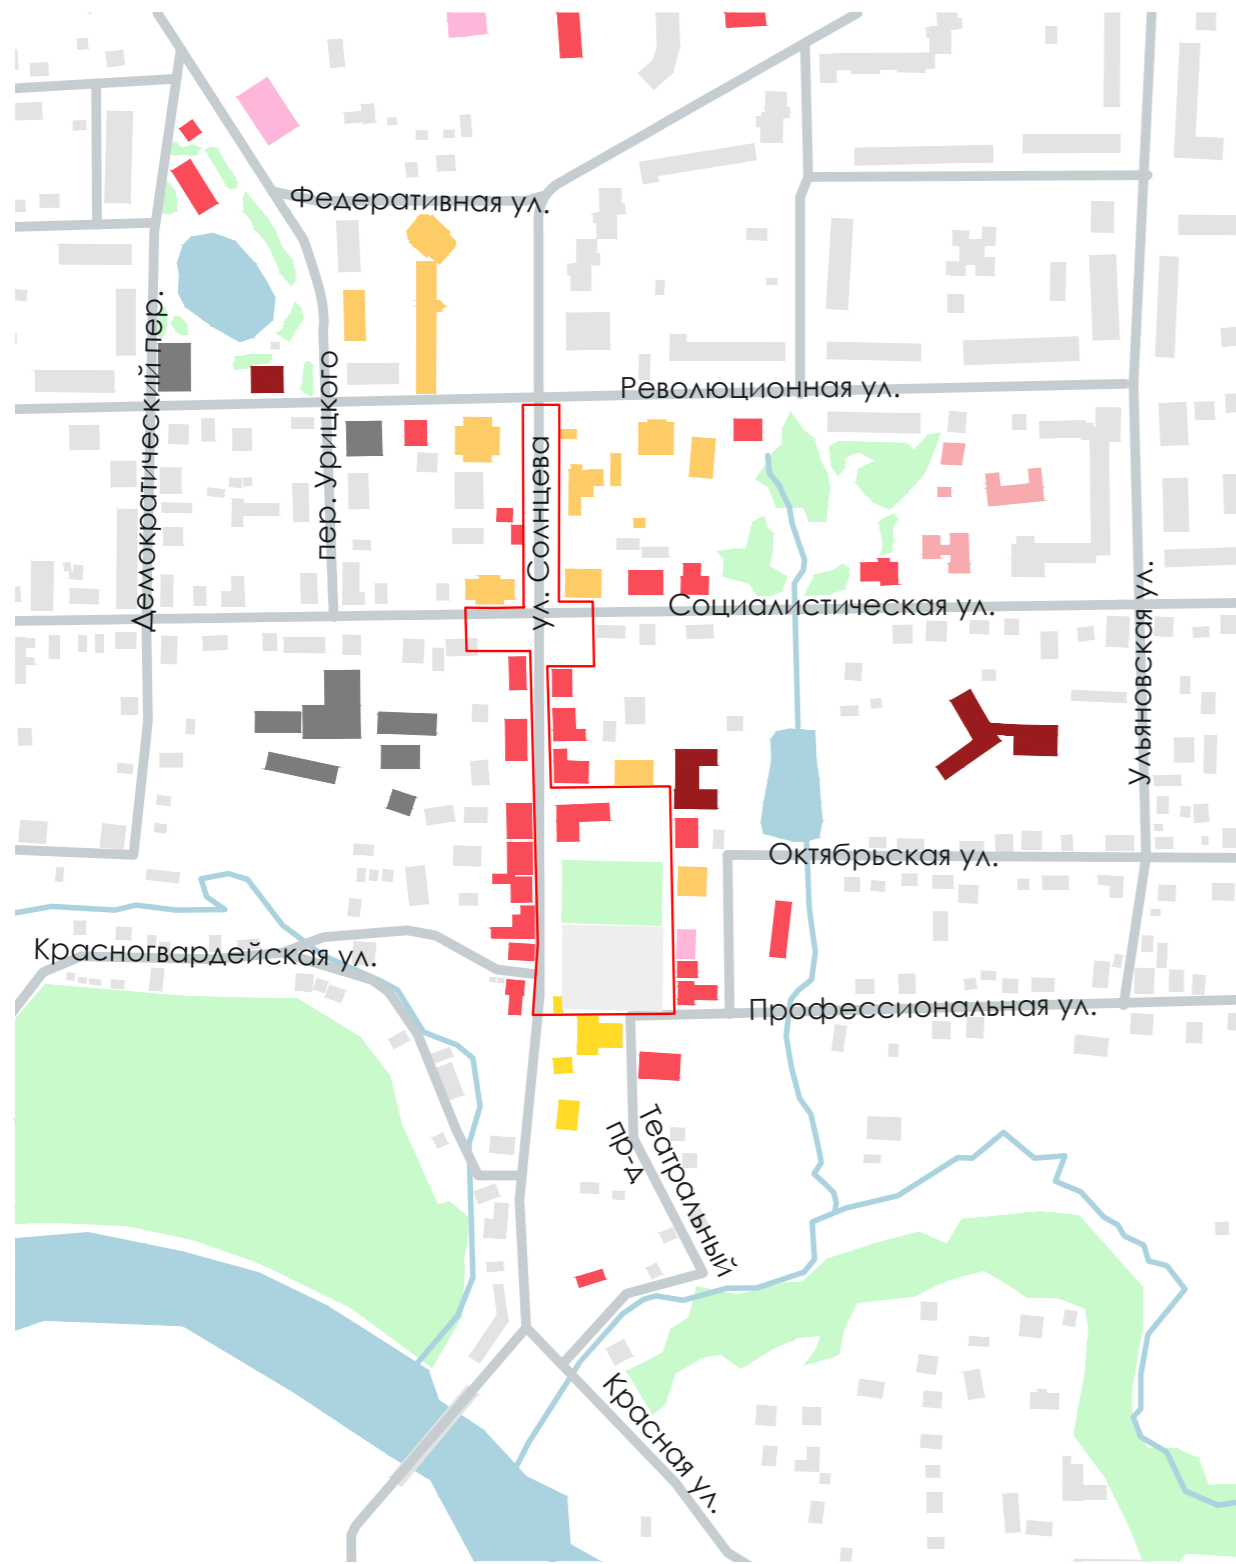 Федеративная ул.
Демократический пер.
пер. Урицкого
Революционная ул.
ул. Солнцева
Социалистическая ул.
Ульяновская ул.
Октябрьская ул.
Красногвардейская ул.
Профессиональная ул.
Театральный
пр-д
Красная ул.